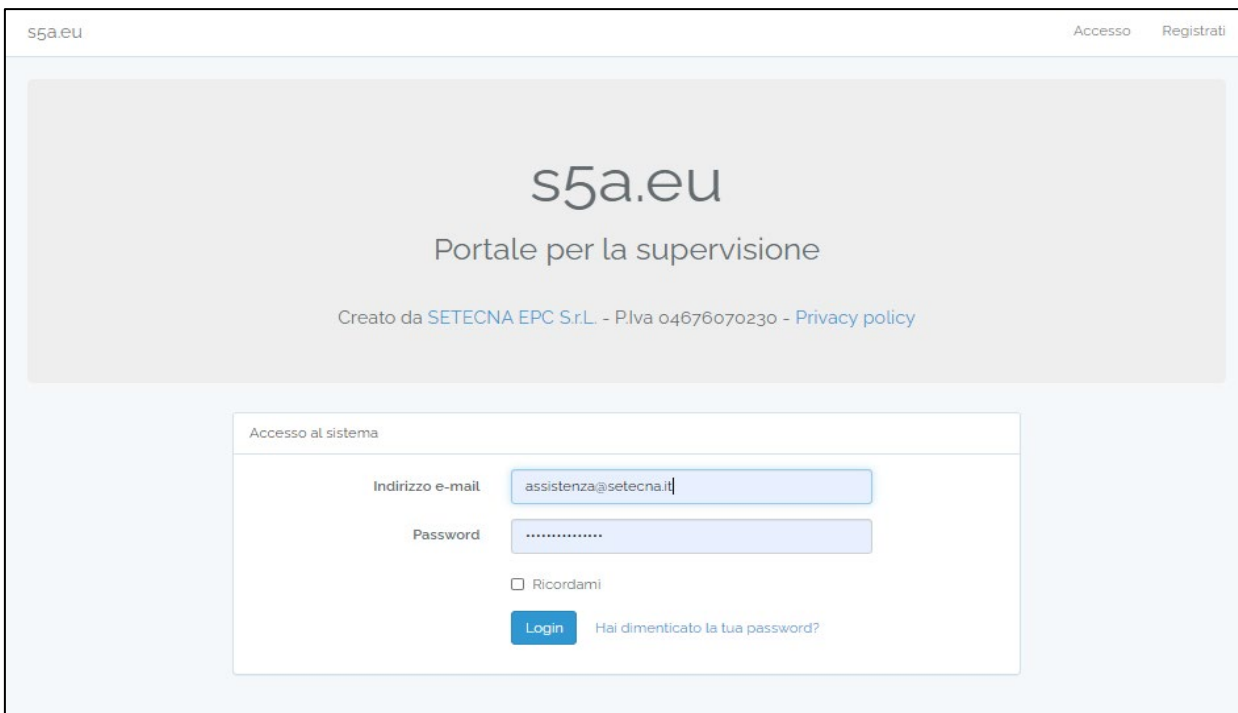 s5a.eu
Accesso Registrati
s5a.eu
Portale per la supervisione
Creato da SETECNA EPC S.r.L. - P.Iva 04676070230 - Privacy policy
Accesso al sistema
Indirizzo e-mail assistenza@setecna.it
Password ···············
Ricordami
Login Hai dimenticato la tua password?